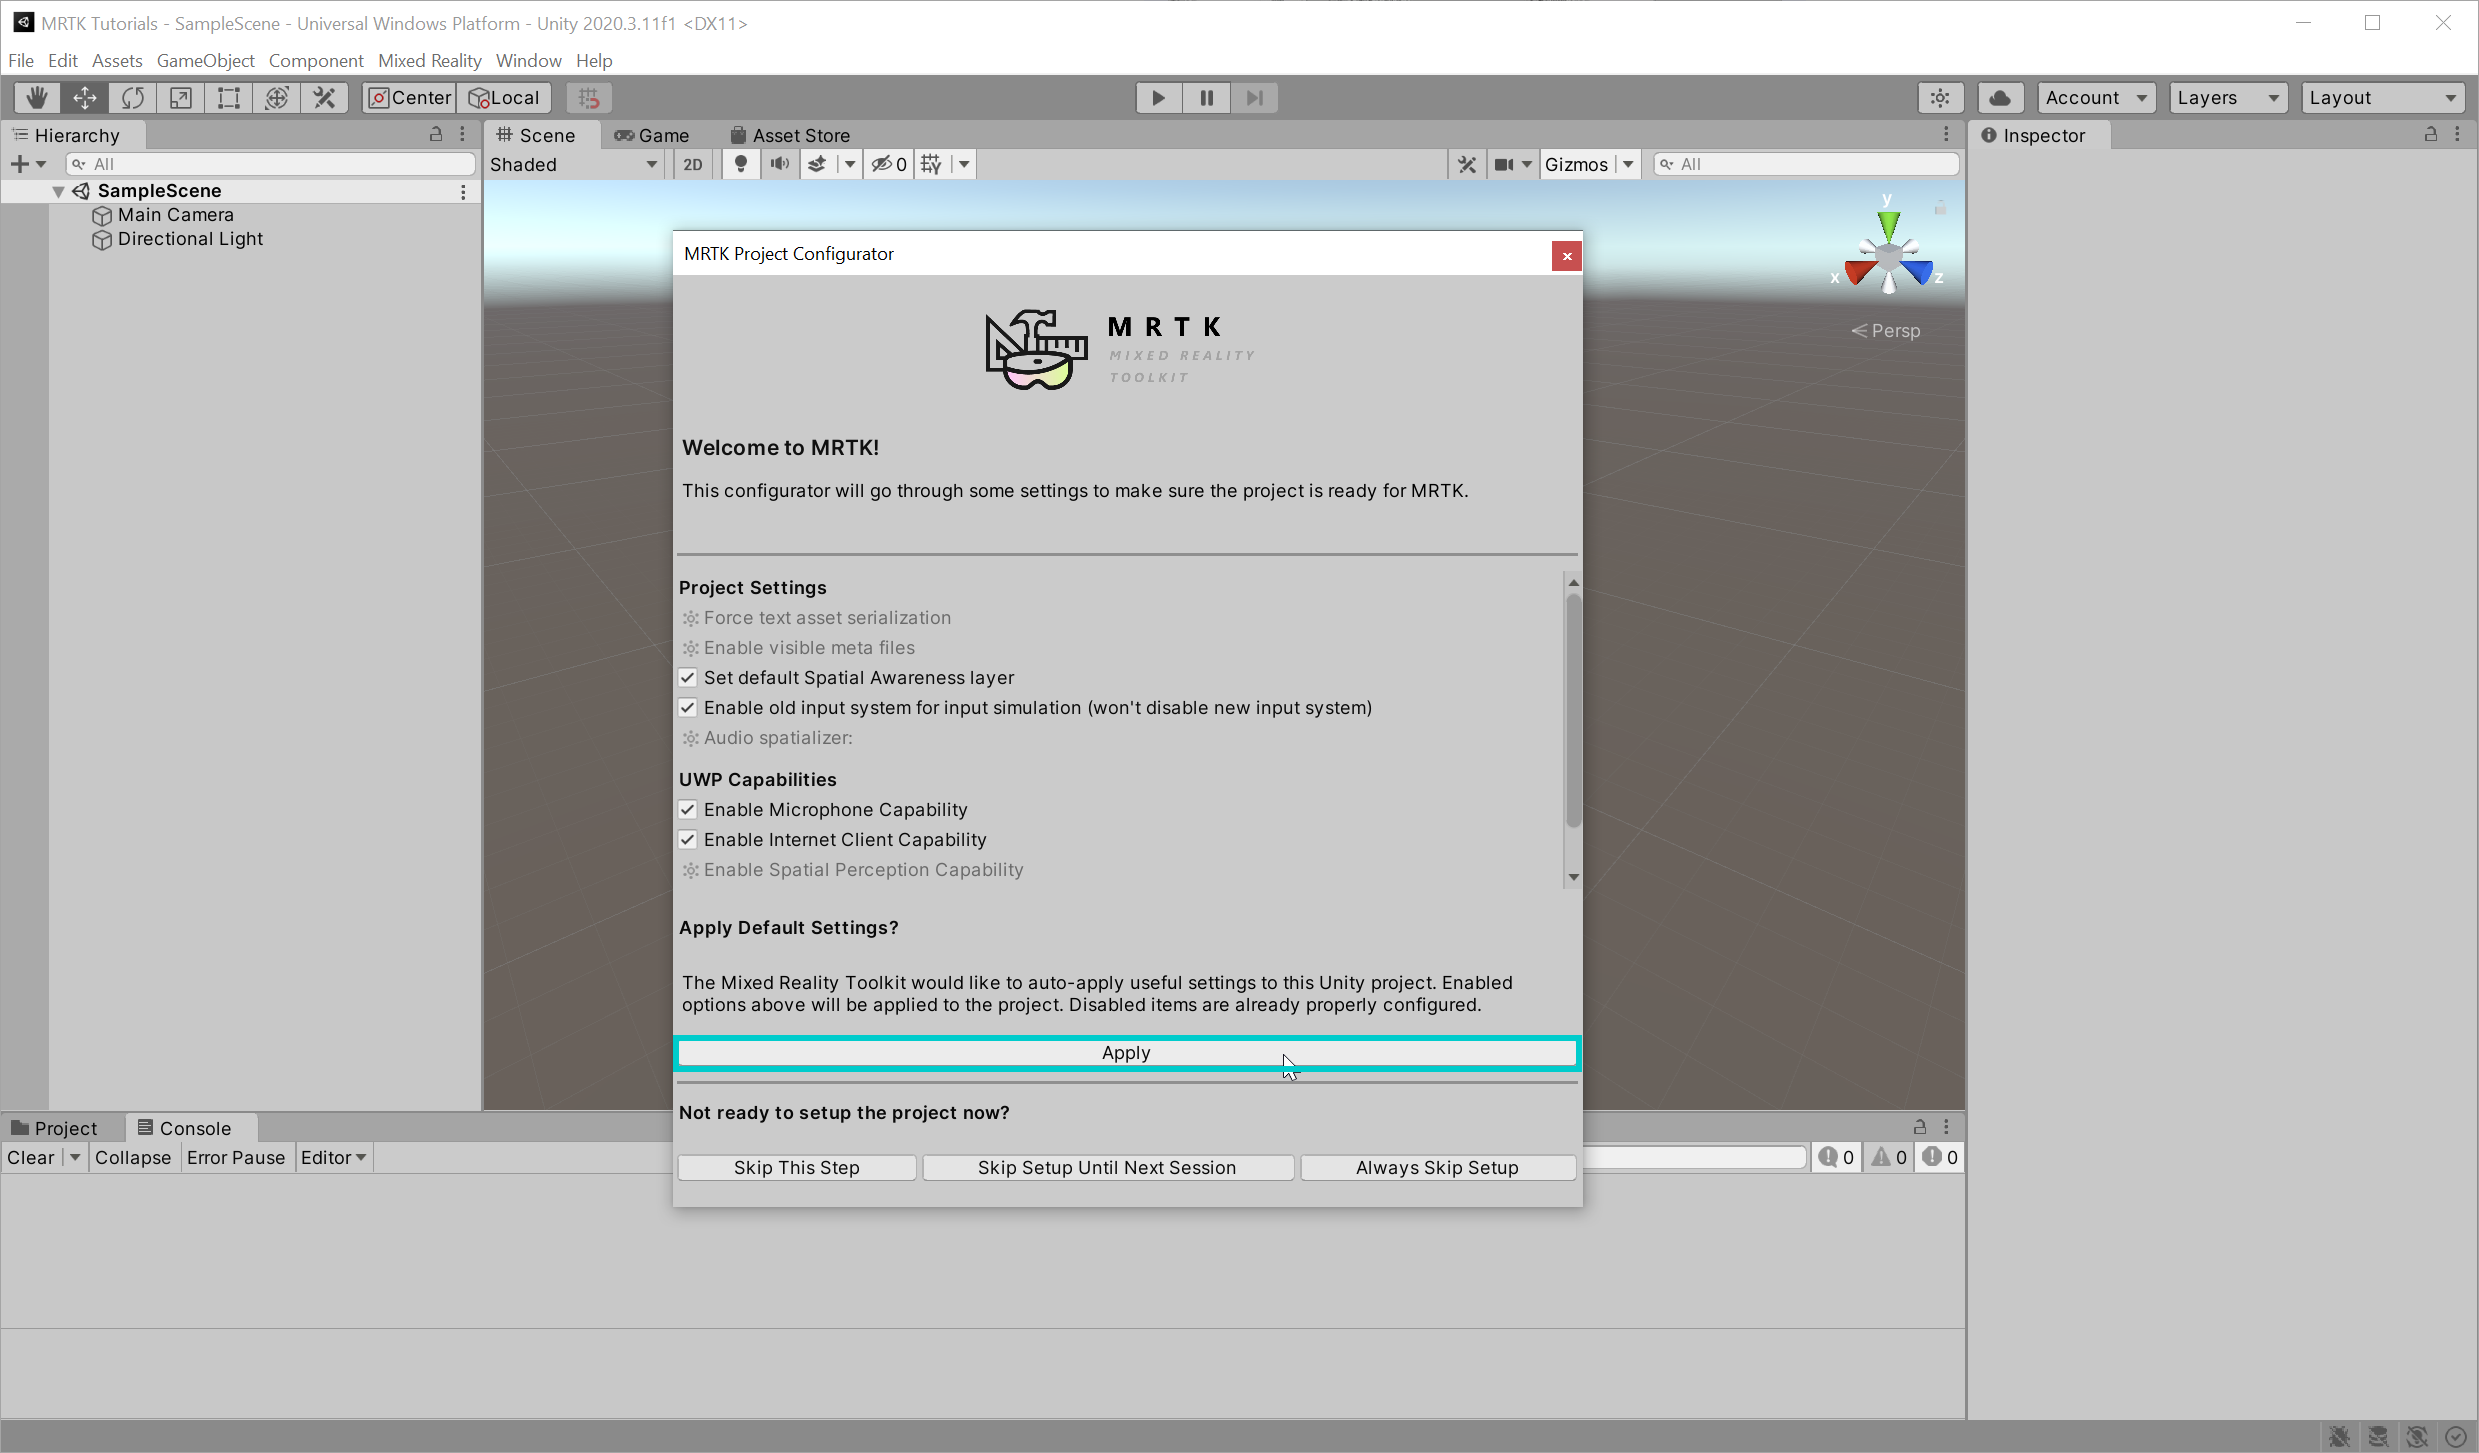 MRTK Tutorials - SampleScene - Universal Windows Platform - Unity 2020.3.11f1 <DX11>
File Edit Assets GameObject Component Mixed Reality Window Help
Center Local Account Layers Layout
Hierarchy Scene Game Asset Store Inspector
All Shaded 2D 0 Gizmos All
SampleScene
Main Camera
Directional Light
y
x z
Persp
MRTK Project Configurator
x
MRTK
MIXED REALITY
TOOLKIT
Welcome to MRTK!
This configurator will go through some settings to make sure the project is ready for MRTK.
Project Settings
Force text asset serialization
Enable visible meta files
Set default Spatial Awareness layer
Enable old input system for input simulation (won't disable new input system)
Audio spatializer:
UWP Capabilities
Enable Microphone Capability
Enable Internet Client Capability
Enable Spatial Perception Capability
Apply Default Settings?
The Mixed Reality Toolkit would like to auto-apply useful settings to this Unity project. Enabled
options above will be applied to the project. Disabled items are already properly configured.
Apply
Not ready to setup the project now?
Skip This Step Skip Setup Until Next Session Always Skip Setup
Project Console
Clear Collapse Error Pause Editor 0 0 0